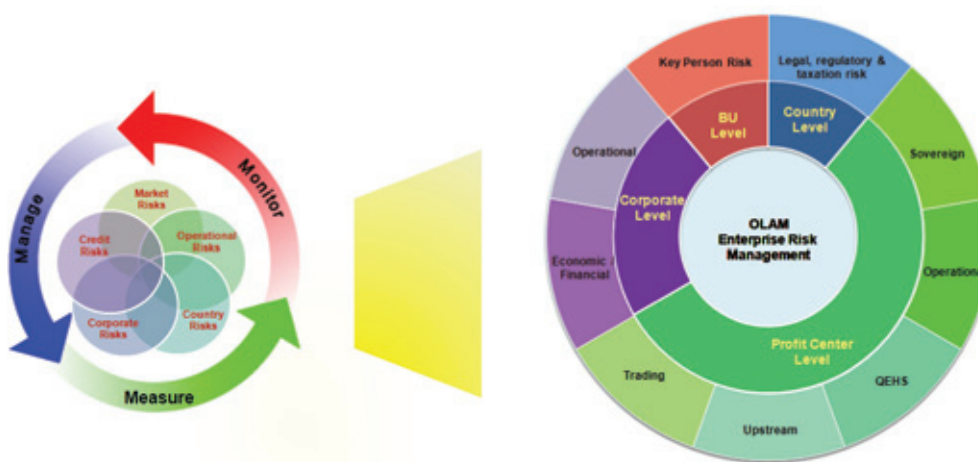 Manage
Monitor
Measure
Market
Risks
Credit
Risks
Operational
Risks
Corporate
Risks
Country
Risks
Key Person Risk
Legal, regulatory &
taxation risk
Operational
BU
Level
Country
Level
Sovereign
Corporate
Level
OLAM
Enterprise Risk
Management
Economic /
Financial
Operational
Profit Center
Level
Trading
QEHS
Upstream